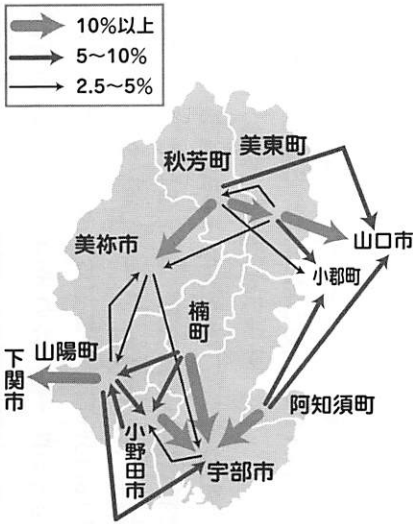 10%以上
5〜10%
2.5〜5%
美東町
秋芳町
美祢市
山口市
小郡町
楠町
山陽町
下関市
阿知須町
小野田市
宇部市